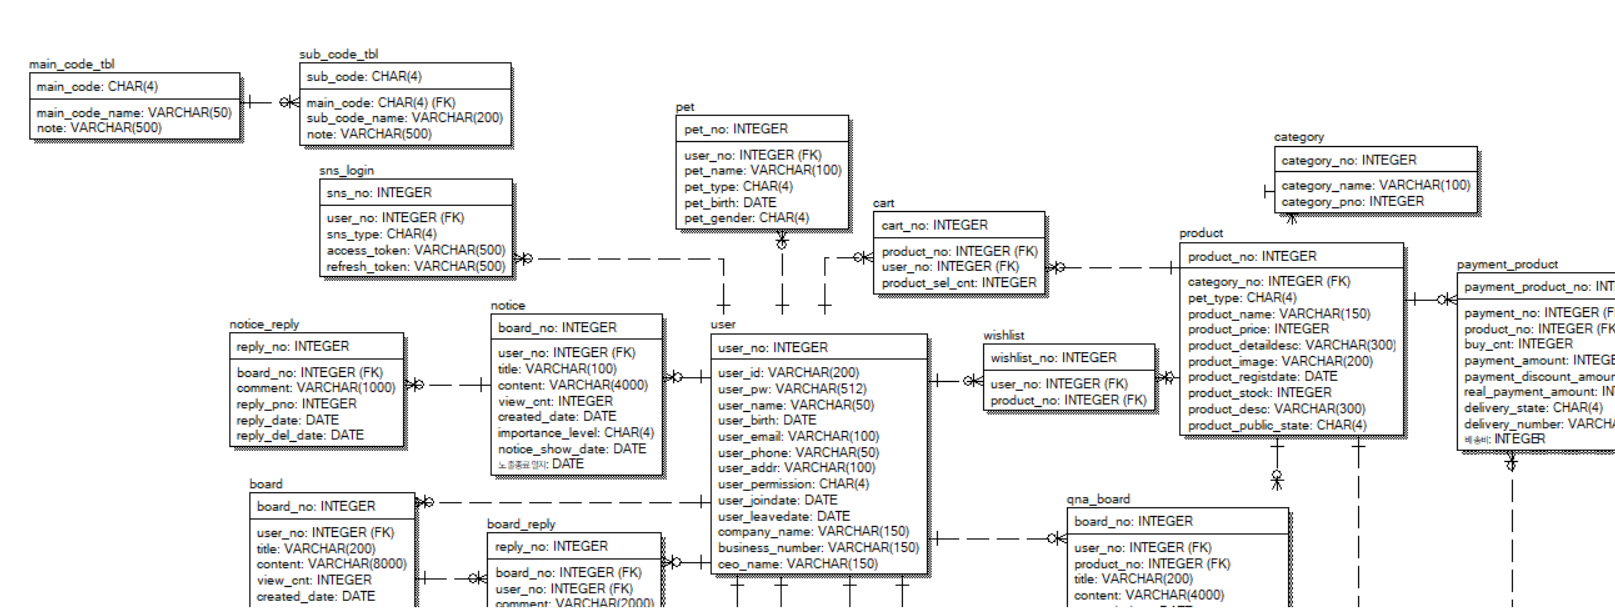 main_code_tbl
main_code: CHAR(4)
main_code_name: VARCHAR(50)
note: VARCHAR(500)
sub_code_tbl
sub_code: CHAR(4)
main_code: CHAR(4) (FK)
sub_code_name: VARCHAR(200)
note: VARCHAR(500)
sns_login
sns_no: INTEGER
user_no: INTEGER (FK)
sns_type: CHAR(4)
access_token: VARCHAR(500)
refresh_token: VARCHAR(500)
pet
pet_no: INTEGER
user_no: INTEGER (FK)
pet_name: VARCHAR(100)
pet_type: CHAR(4)
pet_birth: DATE
pet_gender: CHAR(4)
cart
cart_no: INTEGER
product_no: INTEGER (FK)
user_no: INTEGER (FK)
product_sel_cnt: INTEGER
category
category_no: INTEGER
category_name: VARCHAR(100)
category_pno: INTEGER
product
product_no: INTEGER
category_no: INTEGER (FK)
pet_type: CHAR(4)
product_name: VARCHAR(150)
product_price: INTEGER
product_detaildesc: VARCHAR(300)
product_image: VARCHAR(200)
product_registdate: DATE
product_stock: INTEGER
product_desc: VARCHAR(300)
product_public_state: CHAR(4)
payment_product
payment_product_no: INT
payment_no: INTEGER (F
product_no: INTEGER (FK
buy_cnt: INTEGER
payment_amount: INTEGE
payment_discount_amou
real_payment_amount: IN
delivery_state: CHAR(4)
delivery_number: VARCHA
배송비: INTEGER
notice_reply
reply_no: INTEGER
board_no: INTEGER (FK)
comment: VARCHAR(1000)
reply_pno: INTEGER
reply_date: DATE
reply_del_date: DATE
notice
board_no: INTEGER
user_no: INTEGER (FK)
title: VARCHAR(100)
content: VARCHAR(4000)
view_cnt: INTEGER
created_date: DATE
importance_level: CHAR(4)
notice_show_date: DATE
노출종료일지: DATE
user
user_no: INTEGER
user_id: VARCHAR(200)
user_pw: VARCHAR(512)
user_name: VARCHAR(50)
user_birth: DATE
user_email: VARCHAR(100)
user_phone: VARCHAR(50)
user_addr: VARCHAR(100)
user_permission: CHAR(4)
user_joindate: DATE
user_leavedate: DATE
company_name: VARCHAR(150)
business_number: VARCHAR(150)
ceo_name: VARCHAR(150)
wishlist
wishlist_no: INTEGER
user_no: INTEGER (FK)
product_no: INTEGER (FK)
board
board_no: INTEGER
user_no: INTEGER (FK)
title: VARCHAR(200)
content: VARCHAR(8000)
view_cnt: INTEGER
created_date: DATE
board_reply
reply_no: INTEGER
board_no: INTEGER (FK)
user_no: INTEGER (FK)
comment: VARCHAR(2000)
qna_board
board_no: INTEGER
user_no: INTEGER (FK)
product_no: INTEGER (FK)
title: VARCHAR(200)
content: VARCHAR(4000)